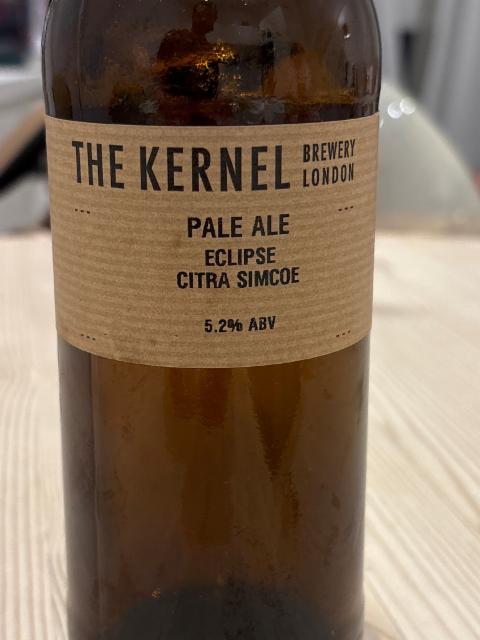 THE KERNEL BREWERY LONDON
PALE ALE
ECLIPSE
CITRA SIMCOE
5.2% ABV